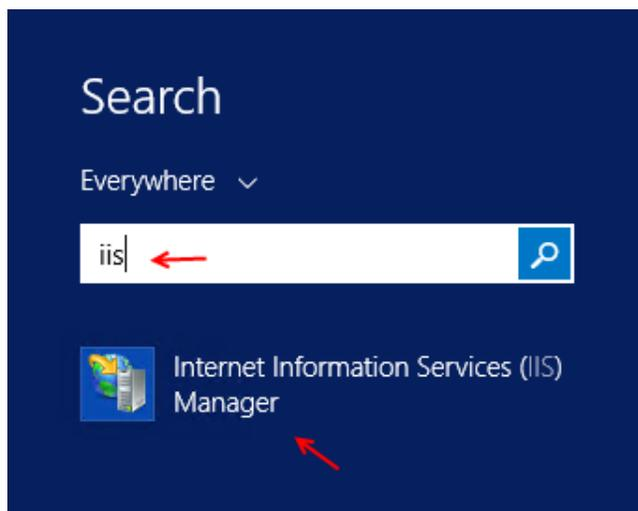 Search
Everywhere
iis
Internet Information Services (IIS)
Manager